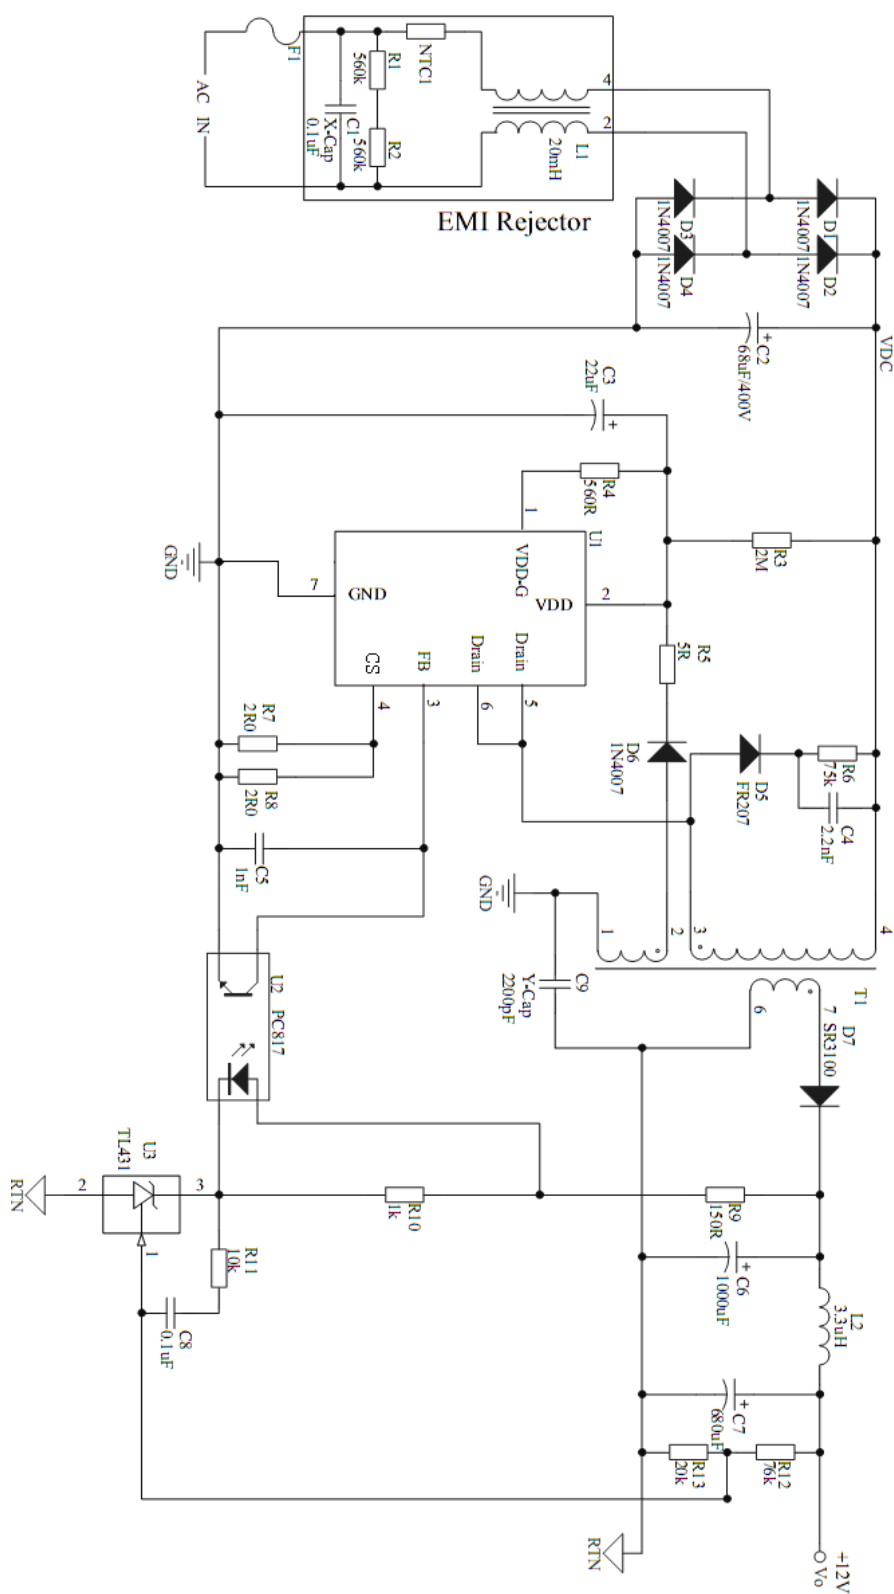 F1
AC IN
NTC1
R1
560k
R2
560k
C1
X-Cap
0.1uF
4
2
L1
20mH
EMI Rejector
D3
1N4007
D1
1N4007
D4
1N4007
D2
1N4007
VDC
C2
68uF/400V
C3
22uF
R4
560R
R3
2M
U1
1
VDD-G
VDD
2
GND
7
GND
CS
4
FB
3
Drain
6
Drain
5
R5
5R
D6
1N4007
D5
FR207
R6
75k
C4
2.2nF
R7
2R0
R8
2R0
C5
1nF
GND
1
2
3
4
T1
6
7
C9
Y-Cap
2200pF
U2
PC817
D7
SR3100
U3
TL431
RTN
2
3
1
R10
1k
R9
150R
R11
10k
C8
0.1uF
C6
1000uF
L2
3.3uH
C7
680uF
R13
20k
R12
76k
RTN
+12V
Vo